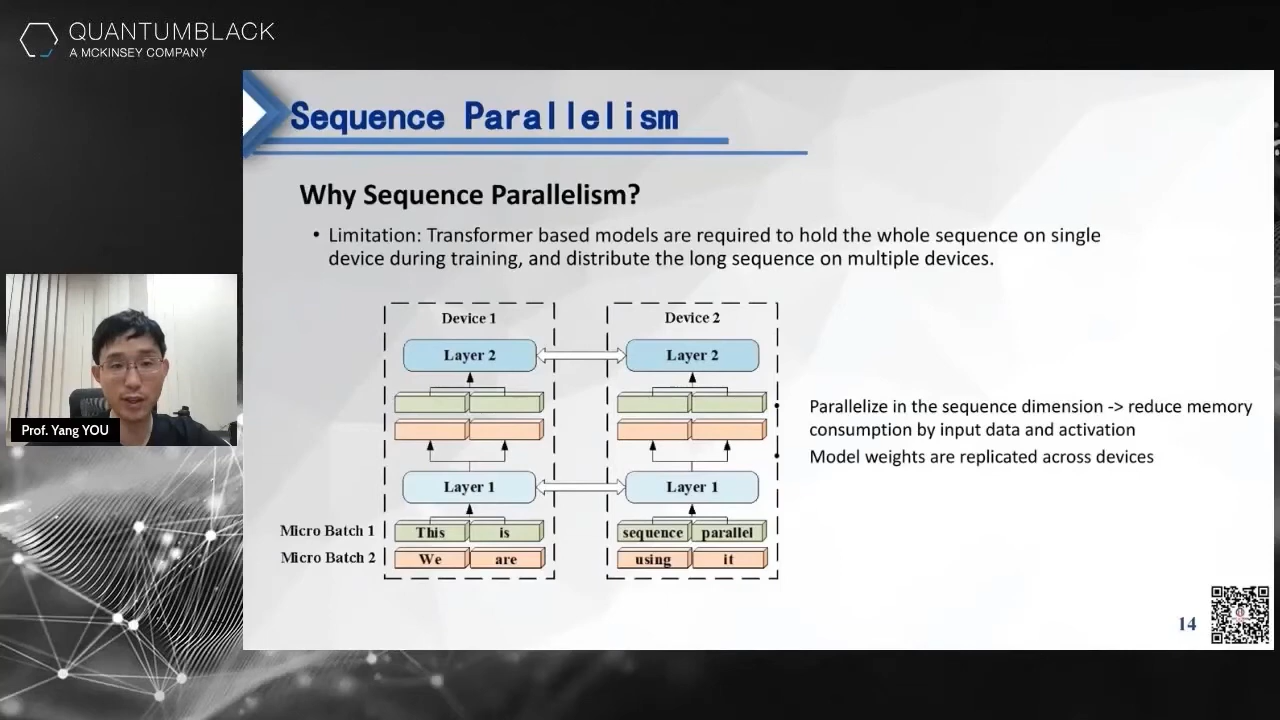 QUANTUMBLACK
A MCKINSEY COMPANY
Sequence Parallelism
Why Sequence Parallelism?
• Limitation: Transformer based models are required to hold the whole sequence on single
device during training, and distribute the long sequence on multiple devices.
Device 1
Device 2
Layer 2
Layer 2
Parallelize in the sequence dimension -> reduce memory
consumption by input data and activation
Model weights are replicated across devices
Layer 1
Layer 1
Micro Batch 1
This is
sequence parallel
Micro Batch 2
We are
using it
Prof. Yang YOU
14